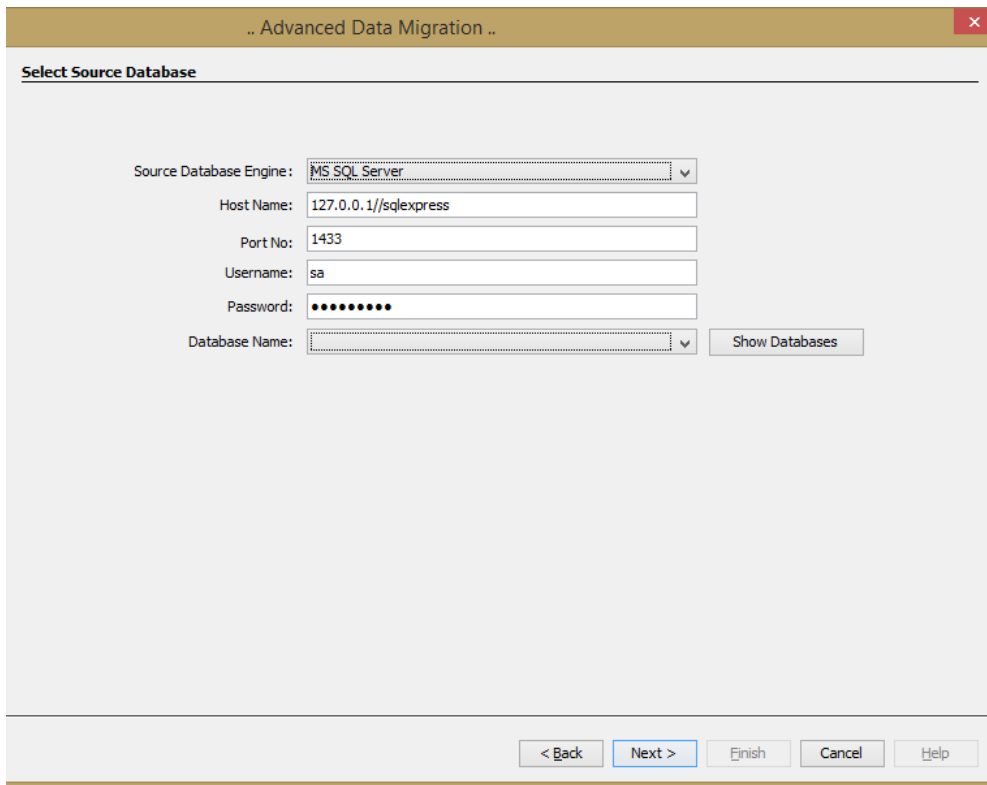 .. Advanced Data Migration ..
Select Source Database
Source Database Engine: MS SQL Server
Host Name: 127.0.0.1//sqlexpress
Port No: 1433
Username: sa
Password: •••••••••
Database Name: Show Databases
< Back Next > Finish Cancel Help